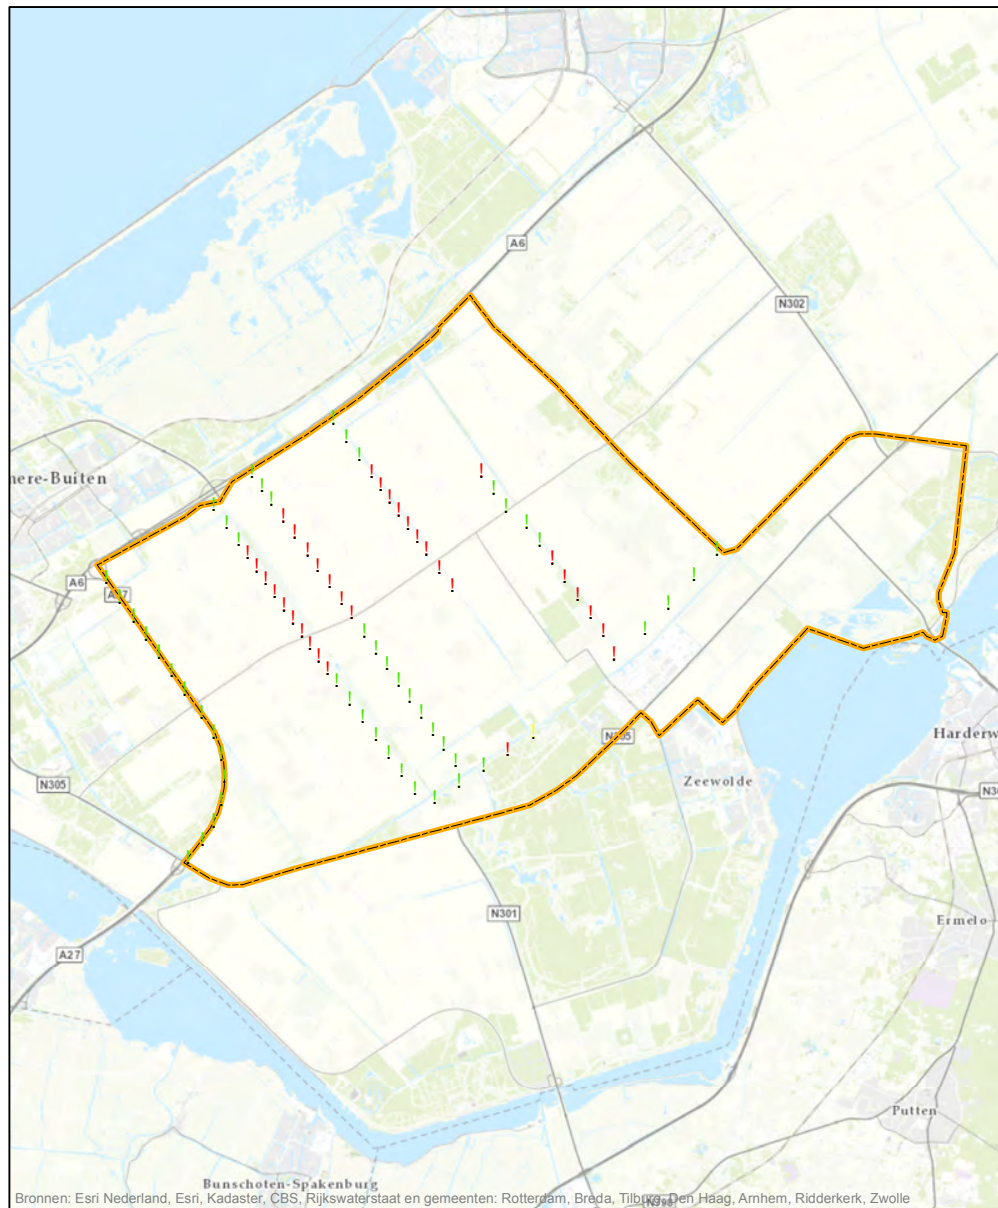 A6
N302
nere-Buiten
A6
A27
N305
N305
Zeewolde
Harderw
N30
N301
Ermelo
A27
Putten
Bunschoten-Spakenburg
N798
Bronnen: Esri Nederland, Esri, Kadaster, CBS, Rijkswaterstaat en gemeenten: Rotterdam, Breda, Tilburg, Den Haag, Arnhem, Ridderkerk, Zwolle